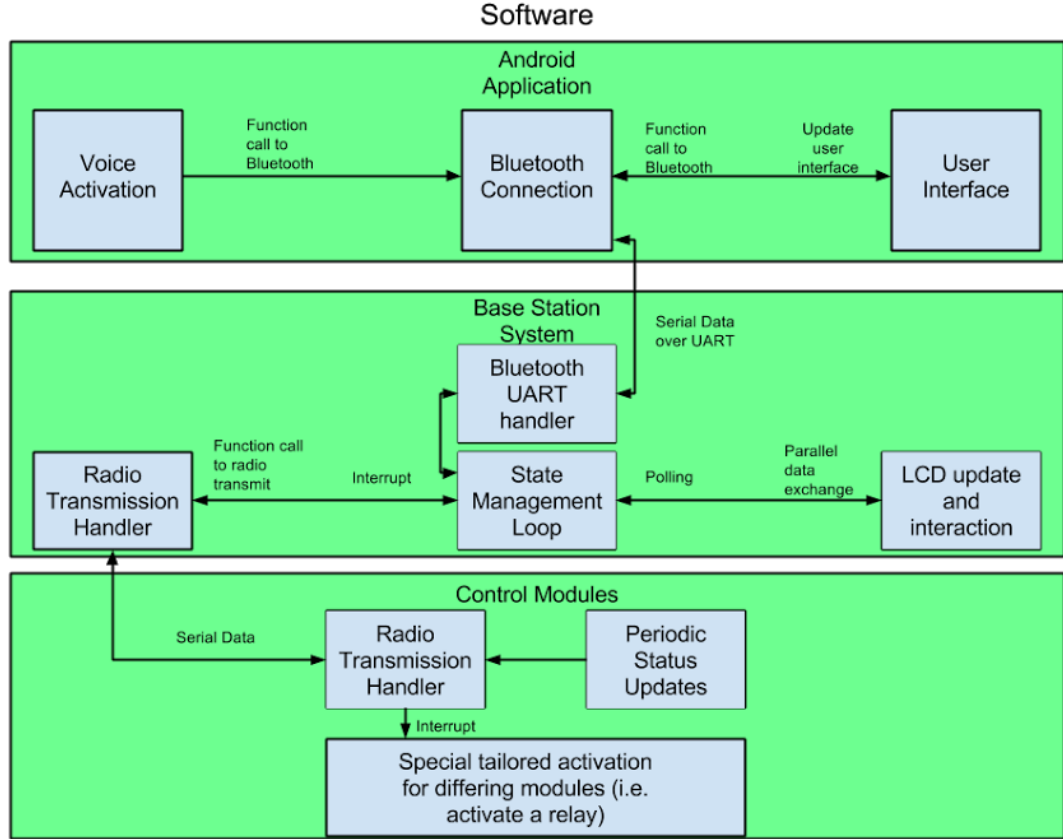 Software
Android
Application
Voice
Activation
Function
call to
Bluetooth
Bluetooth
Connection
Function
call to
Bluetooth
Update
user
interface
User
Interface
Serial Data
over UART
Base Station
System
Bluetooth
UART
handler
Radio
Transmission
Handler
Function call
to radio
transmit
Interrupt
State
Management
Loop
Polling
Parallel
data
exchange
LCD update
and
interaction
Control Modules
Serial Data
Radio
Transmission
Handler
Periodic
Status
Updates
Interrupt
Special tailored activation
for differing modules (i.e.
activate a relay)